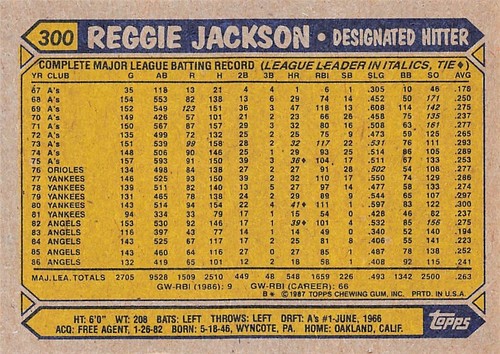 300 REGGIE JACKSON • DESIGNATED HITTER
COMPLETE MAJOR LEAGUE BATTING RECORD (LEAGUE LEADER IN ITALICS, TIE♦)
YR CLUB G AB R H 2B 3B HR RBI SB SLG BB SO AVG
67 A's 35 118 13 21 4 4 1 6 1 .305 10 46 .178
68 A's 154 553 82 138 13 6 29 74 14 .452 50 171 .250
69 A's 152 549 123 151 36 3 47 118 13 .608 114 142 .275
70 A's 149 426 57 101 21 2 23 66 26 .458 75 135 .237
71 A's 150 567 87 157 29 3 32 80 16 .508 63 161 .277
72 A's 135 499 72 132 25 2 25 75 9 .473 59 125 .265
73 A's 151 539 99 158 28 2 32 117 22 .531 76 111 .293
74 A's 148 506 90 146 25 1 29 93 25 .514 86 105 .289
75 A's 157 593 91 150 39 3 36♦ 104 17 .511 67 133 .253
76 ORIOLES 134 498 84 138 27 2 27 91 28 .502 54 108 .277
77 YANKEES 146 525 93 150 39 2 32 110 17 .550 74 129 .286
78 YANKEES 139 511 82 140 13 5 27 97 14 .477 58 133 .274
79 YANKEES 131 465 78 138 24 2 29 89 9 .544 65 107 .297
80 YANKEES 143 514 94 154 22 4 41♦ 111 1 .597 83 122 .300
81 YANKEES 94 334 33 79 17 1 15 54 0 .428 46 82 .237
82 ANGELS 153 530 92 146 17 1 39♦ 101 4 .532 85 156 .275
83 ANGELS 116 397 43 77 14 1 14 49 0 .340 52 140 .194
84 ANGELS 143 525 67 117 17 2 25 81 8 .406 55 141 .223
85 ANGELS 143 460 64 116 27 0 27 85 1 .487 78 138 .252
86 ANGELS 132 419 65 101 12 2 18 58 1 .408 92 115 .241
MAJ. LEA. TOTALS 2705 9528 1509 2510 449 48 548 1659 226 .493 1342 2500 .263
GW-RBI (1986): 9 GW-RBI (CAREER): 66
B* ©1987 TOPPS CHEWING GUM, INC. PRTD. IN U.S.A.
HT: 6'0" WT: 208 BATS: LEFT THROWS: LEFT DRFT: A's #1-JUNE, 1966
ACQ: FREE AGENT, 1-26-82 BORN: 5-18-46, WYNCOTE, PA. HOME: OAKLAND, CALIF.
Topps